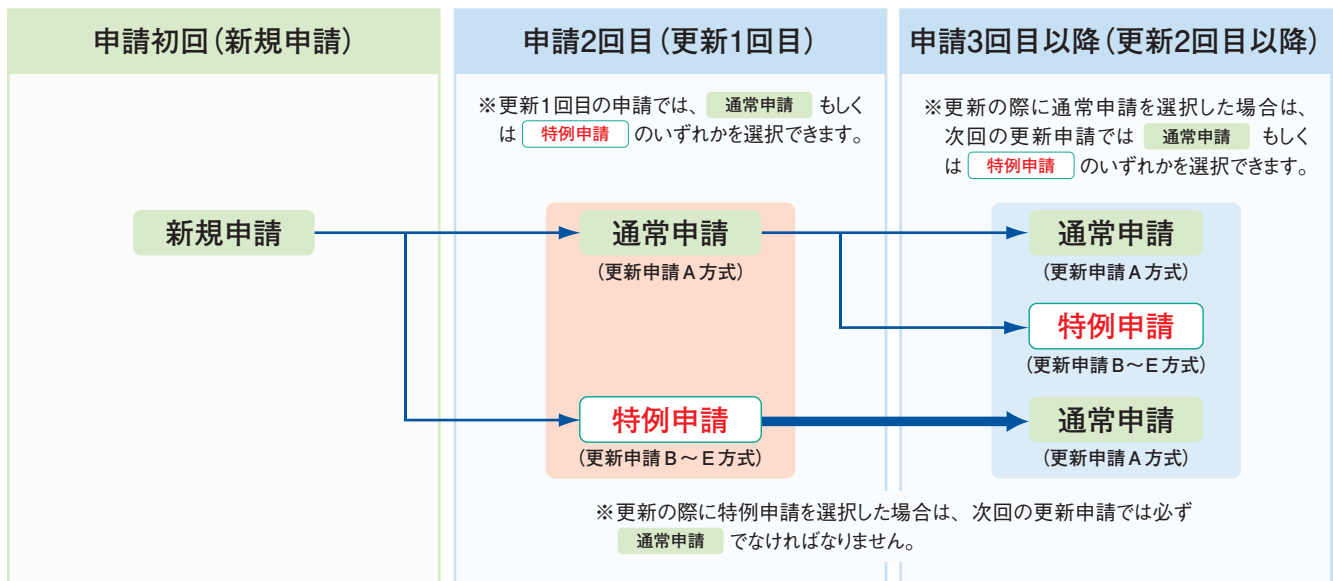 申請初回（新規申請）
申請2回目（更新1回目）
申請3回目以降（更新2回目以降）
※更新1回目の申請では、 通常申請 もしく
は 特例申請 のいずれかを選択できます。
※更新の際に通常申請を選択した場合は、
次回の更新申請では 通常申請 もしく
は 特例申請 のいずれかを選択できます。
新規申請
通常申請
（更新申請A方式）
通常申請
（更新申請A方式）
特例申請
（更新申請B～E方式）
特例申請
（更新申請B～E方式）
通常申請
（更新申請A方式）
※更新の際に特例申請を選択した場合は、次回の更新申請では必ず
通常申請 でなければなりません。